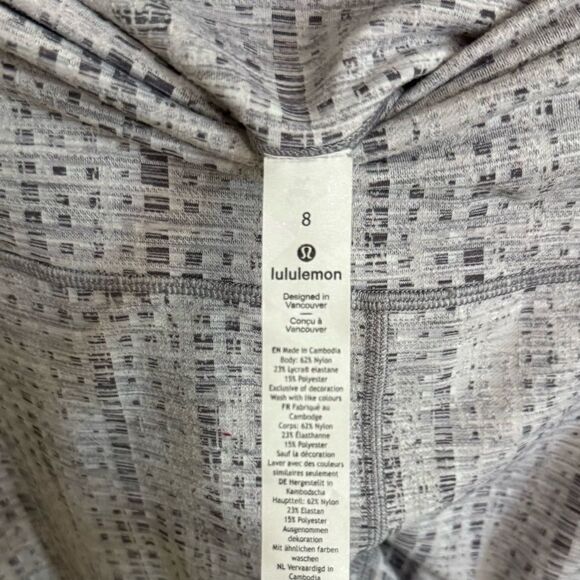 8
lululemon
Designed in
Vancouver
Conçu à
Vancouver
EN Made in Cambodia
Body: 62% Nylon
23% Lycra® elastane
15% Polyester
Exclusive of decoration
Wash with like colours
FR Fabriqué au
Cambodge
Corps: 62% Nylon
23% Élasthanne
15% Polyester
Sauf la décoration
Laver avec des couleurs
similaires seulement
DE Hergestellt in
Kambodscha
Hauptteil: 62% Nylon
23% Elastan
15% Polyester
Ausgenommen
dekoration
Mit ähnlichen farben
waschen
NL Vervaardigd in
Cambodja